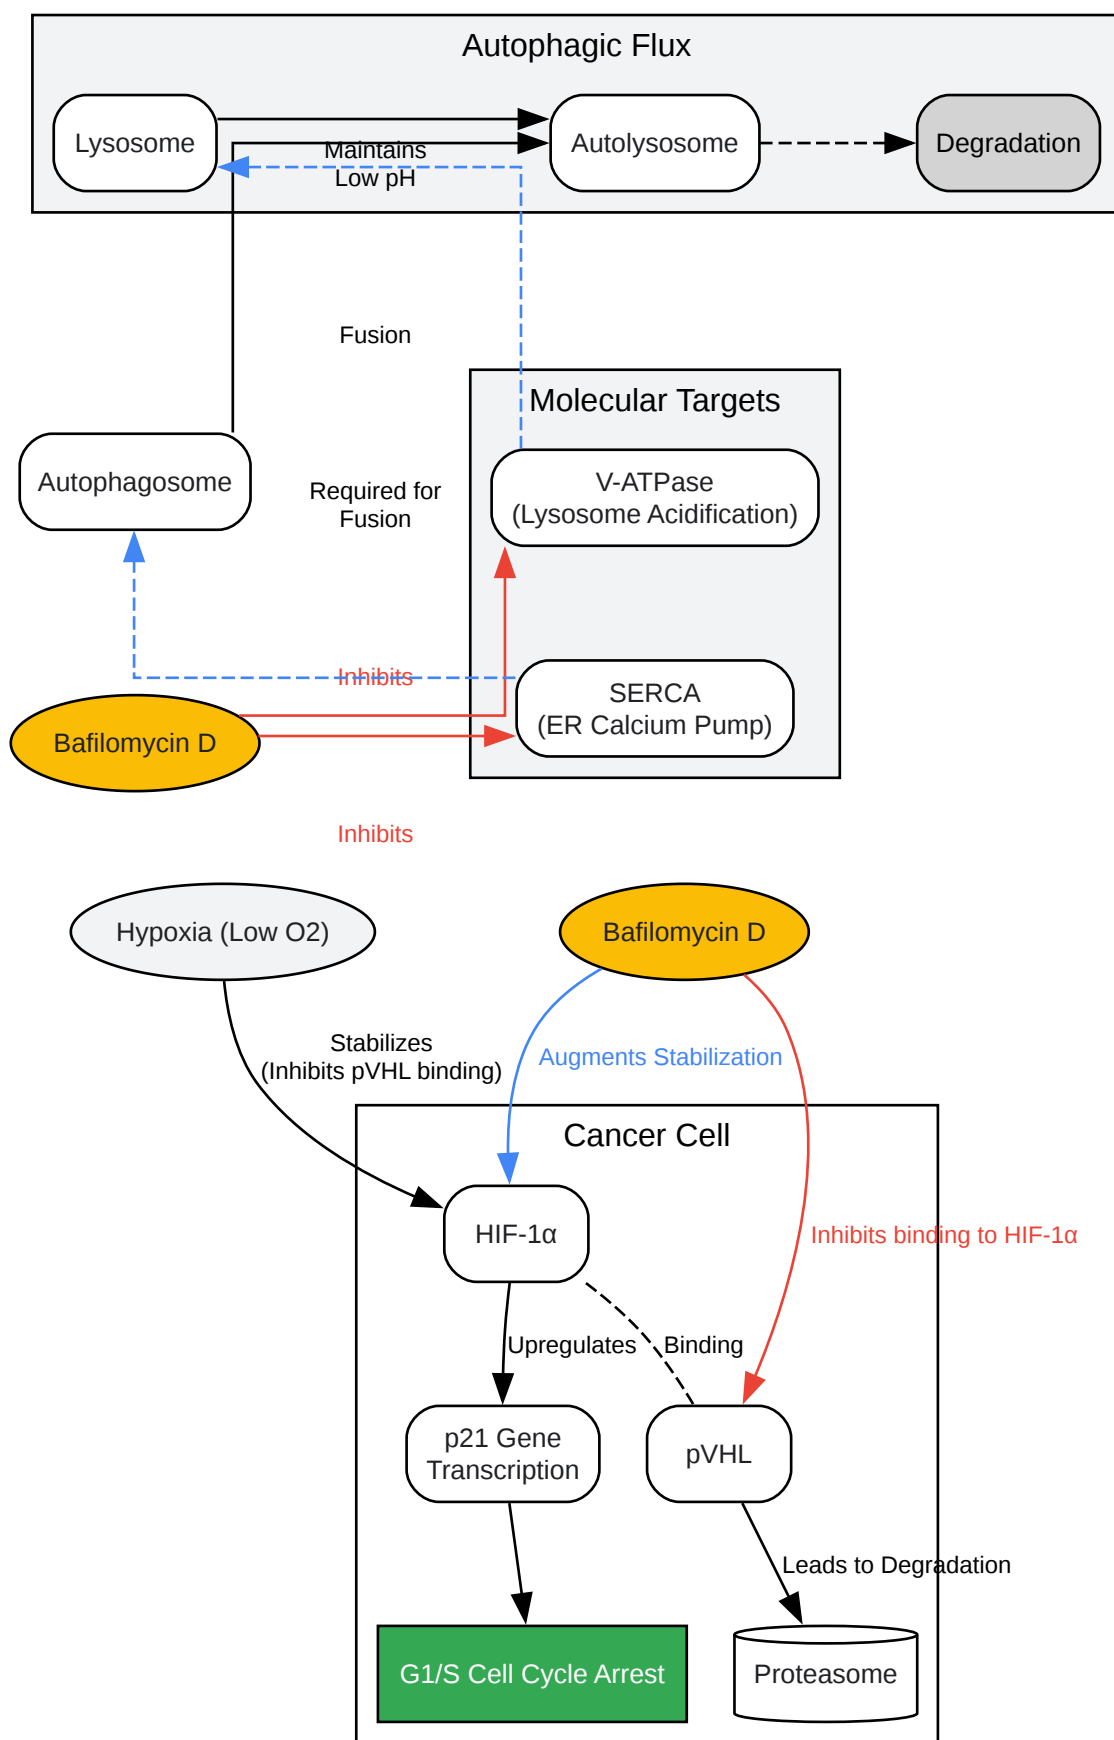 Autophagic Flux
Lysosome
Autolysosome
Degradation
Maintains
Low pH
Fusion
Molecular Targets
Autophagosome
Required for
Fusion
V-ATPase
(Lysosome Acidification)
Inhibits
SERCA
(ER Calcium Pump)
Bafilomycin D
Inhibits
Hypoxia (Low O2)
Bafilomycin D
Stabilizes
(Inhibits pVHL binding)
Augments Stabilization
Cancer Cell
HIF-1α
Inhibits binding to HIF-1α
Upregulates
Binding
p21 Gene
Transcription
pVHL
Leads to Degradation
G1/S Cell Cycle Arrest
Proteasome